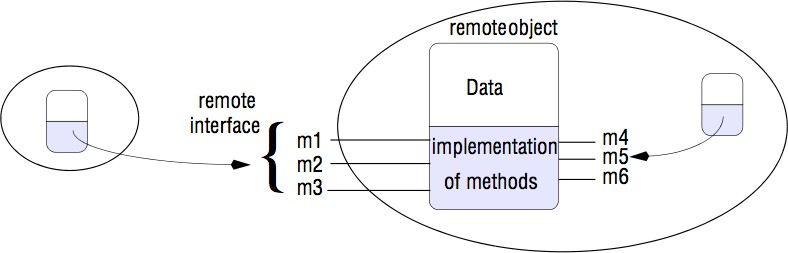 remoteobject
Data
remote
interface
{
m1
m2
m3
implementation
of methods
m4
m5
m6